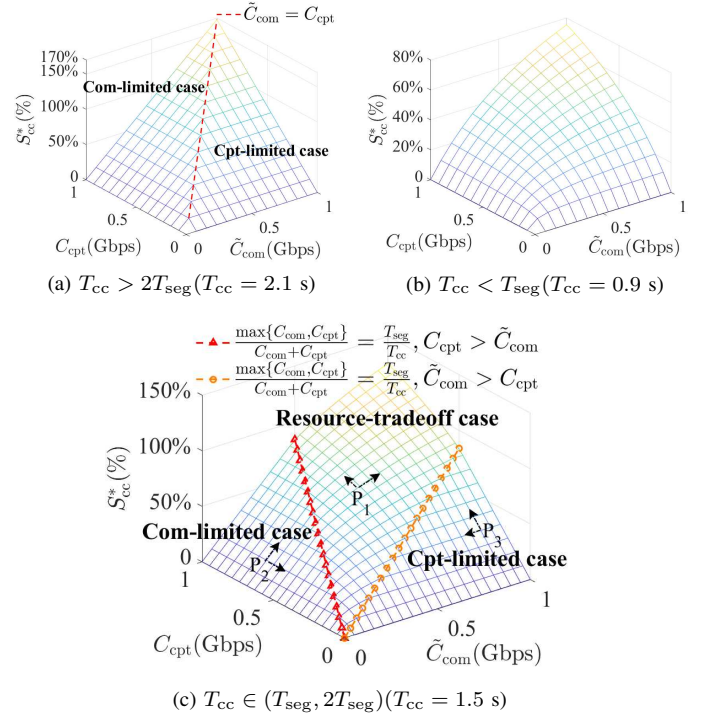 C̃com = Ccpt
170%
150%
100%
50%
0
S*cc(%)
Com-limited case
Cpt-limited case
1
0.5
0
Ccpt(Gbps)
0
0.5
1
C̃com(Gbps)
(a) Tcc > 2Tseg(Tcc = 2.1 s)
80%
60%
40%
20%
0
S*cc(%)
1
0.5
0
Ccpt(Gbps)
0
0.5
1
C̃com(Gbps)
(b) Tcc < Tseg(Tcc = 0.9 s)
max{Ccom,Ccpt}/Ccom+Ccpt = Tseg/Tcc, Ccpt > C̃com
max{Ccom,Ccpt}/Ccom+Ccpt = Tseg/Tcc, C̃com > Ccpt
150%
100%
50%
0
S*cc(%)
Resource-tradeoff case
Com-limited case
Cpt-limited case
P1
P2
P3
1
0.5
0
Ccpt(Gbps)
0
0.5
1
C̃com(Gbps)
(c) Tcc ∈ (Tseg, 2Tseg)(Tcc = 1.5 s)